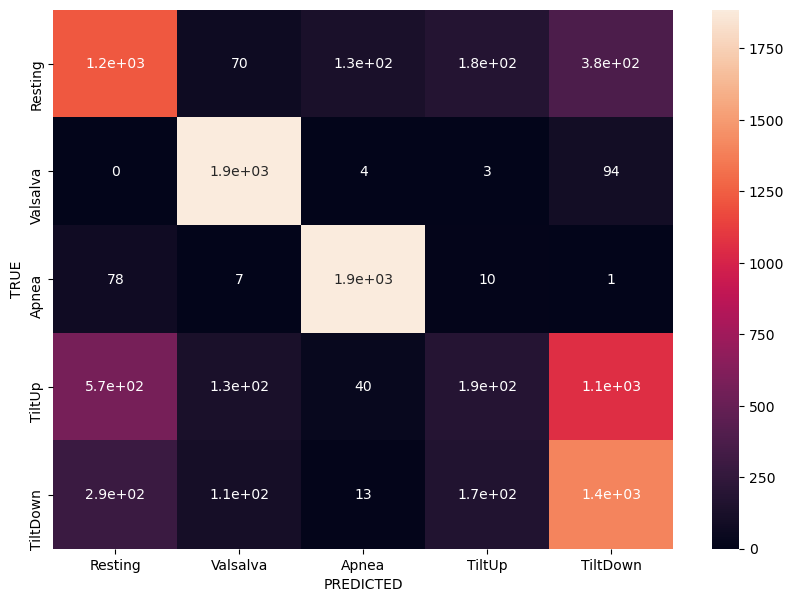 Resting 1.2e+03 70 1.3e+02 1.8e+02 3.8e+02
Valsalva 0 1.9e+03 4 3 94
Apnea 78 7 1.9e+03 10 1
TiltUp 5.7e+02 1.3e+02 40 1.9e+02 1.1e+03
TiltDown 2.9e+02 1.1e+02 13 1.7e+02 1.4e+03
TRUE
Resting Valsalva Apnea TiltUp TiltDown
PREDICTED
1750
1500
1250
1000
750
500
250
0